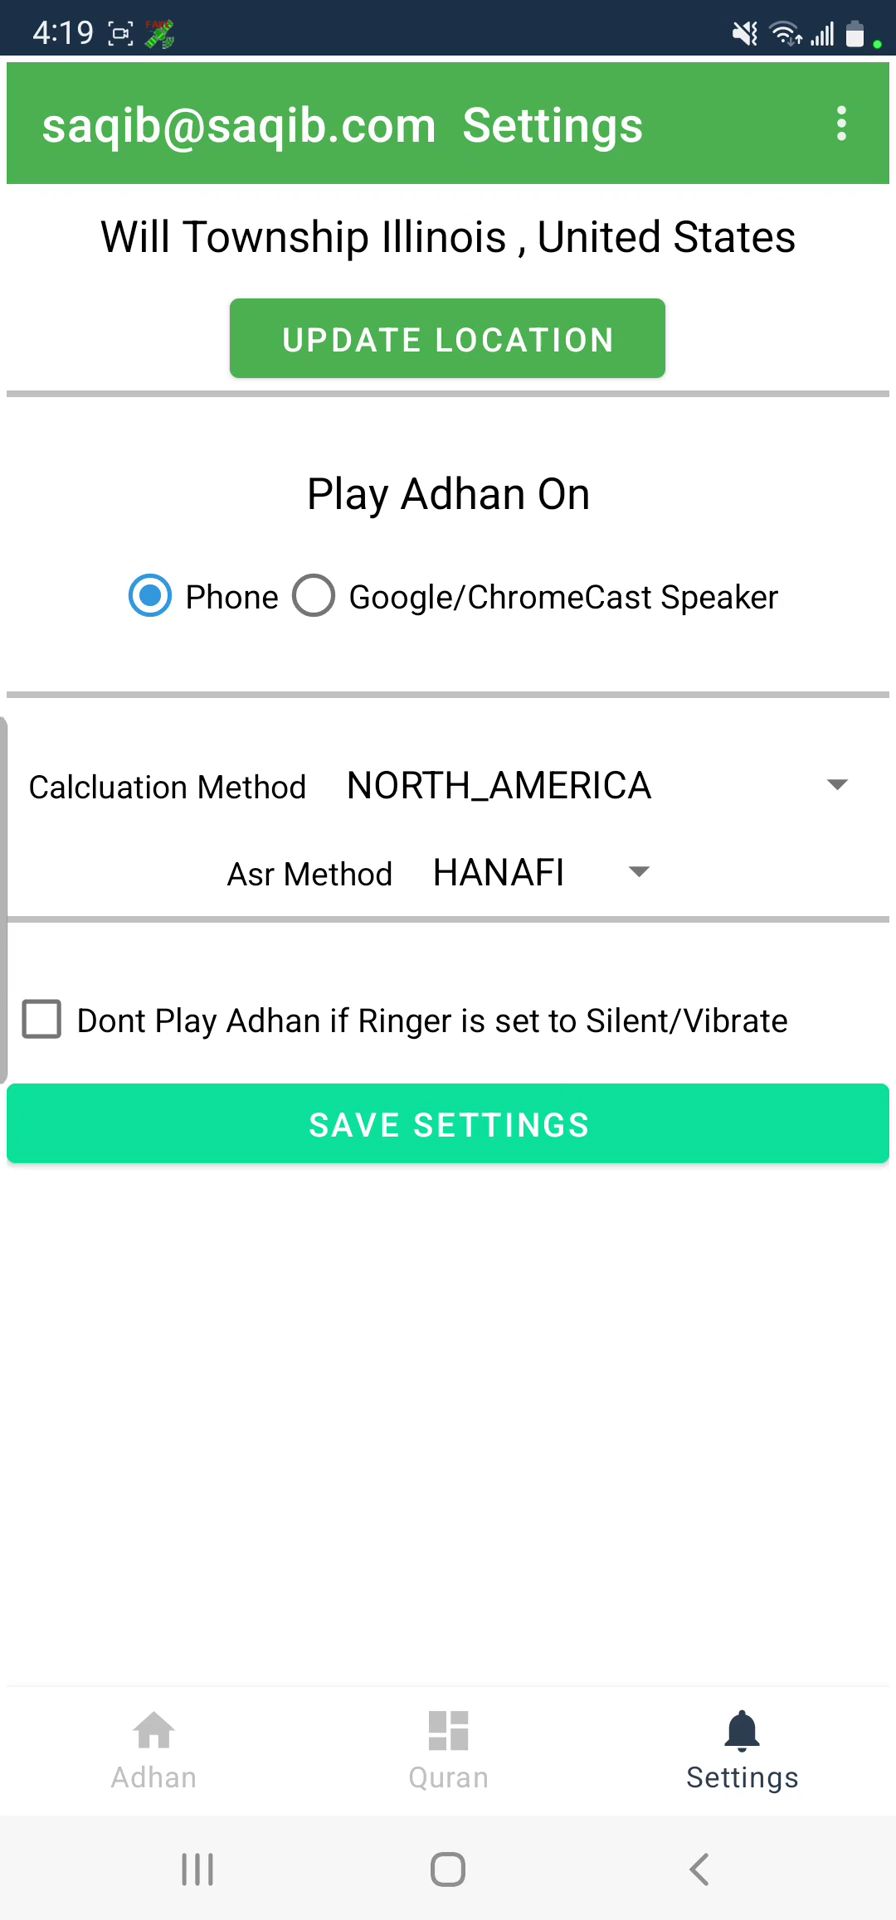 4:19
saqib@saqib.com Settings
Will Township Illinois , United States
UPDATE LOCATION
Play Adhan On
Phone Google/ChromeCast Speaker
Calcluation Method NORTH_AMERICA
Asr Method HANAFI
Dont Play Adhan if Ringer is set to Silent/Vibrate
SAVE SETTINGS
Adhan Quran Settings